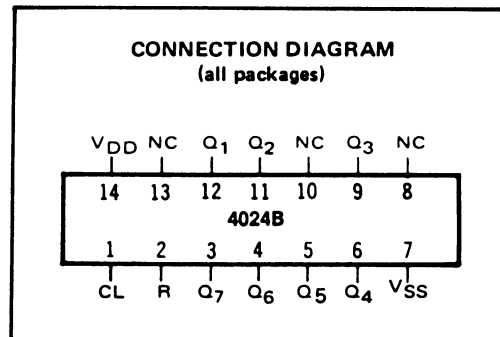 CONNECTION DIAGRAM
(all packages)
VDD NC Q1 Q2 NC Q3 NC
14 13 12 11 10 9 8
4024B
1 2 3 4 5 6 7
CL R Q7 Q6 Q5 Q4 VSS